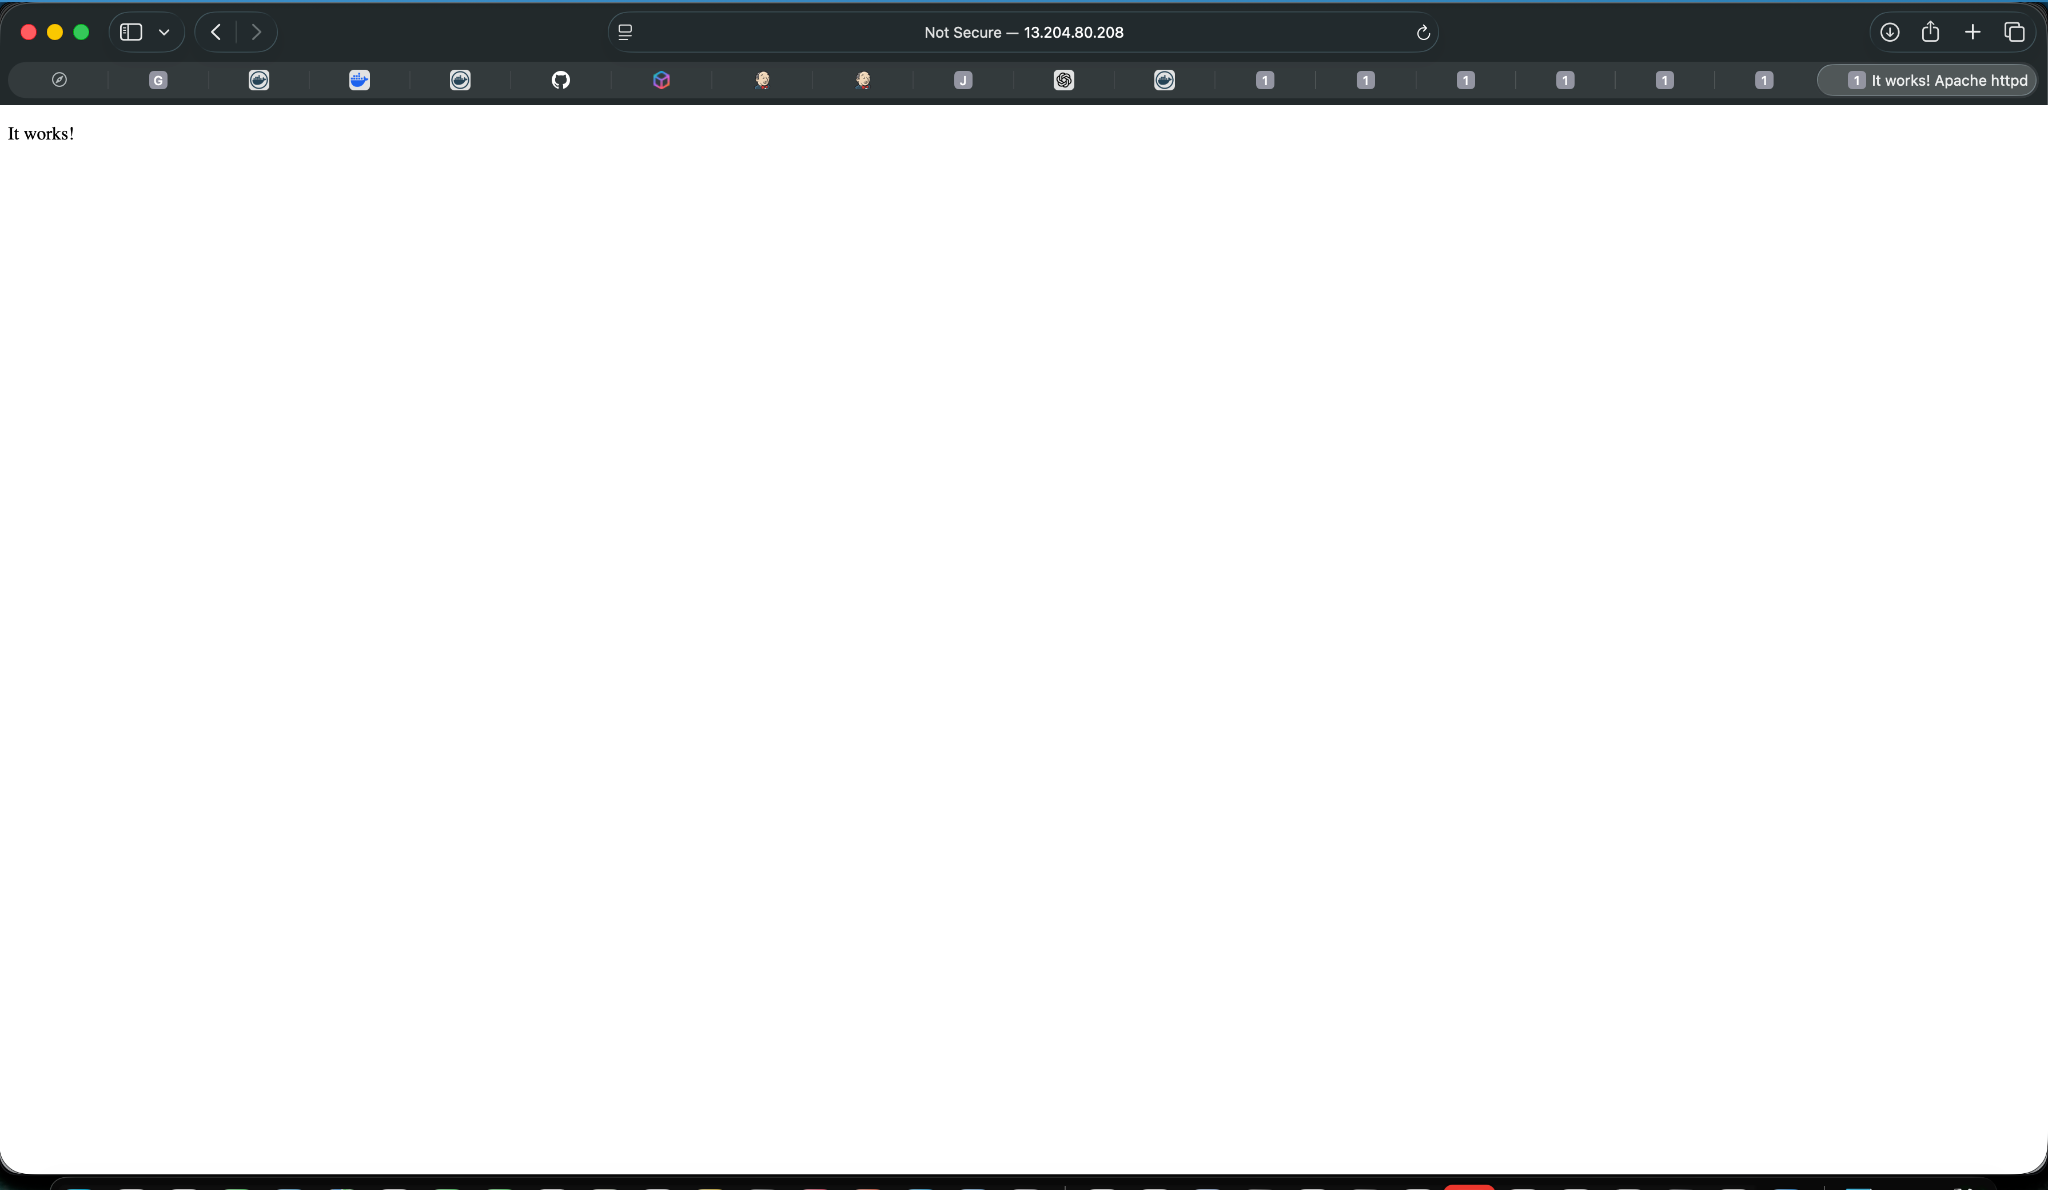 Not Secure — 13.204.80.208
G
J
1
1
1
1
1
1
1 It works! Apache httpd
It works!